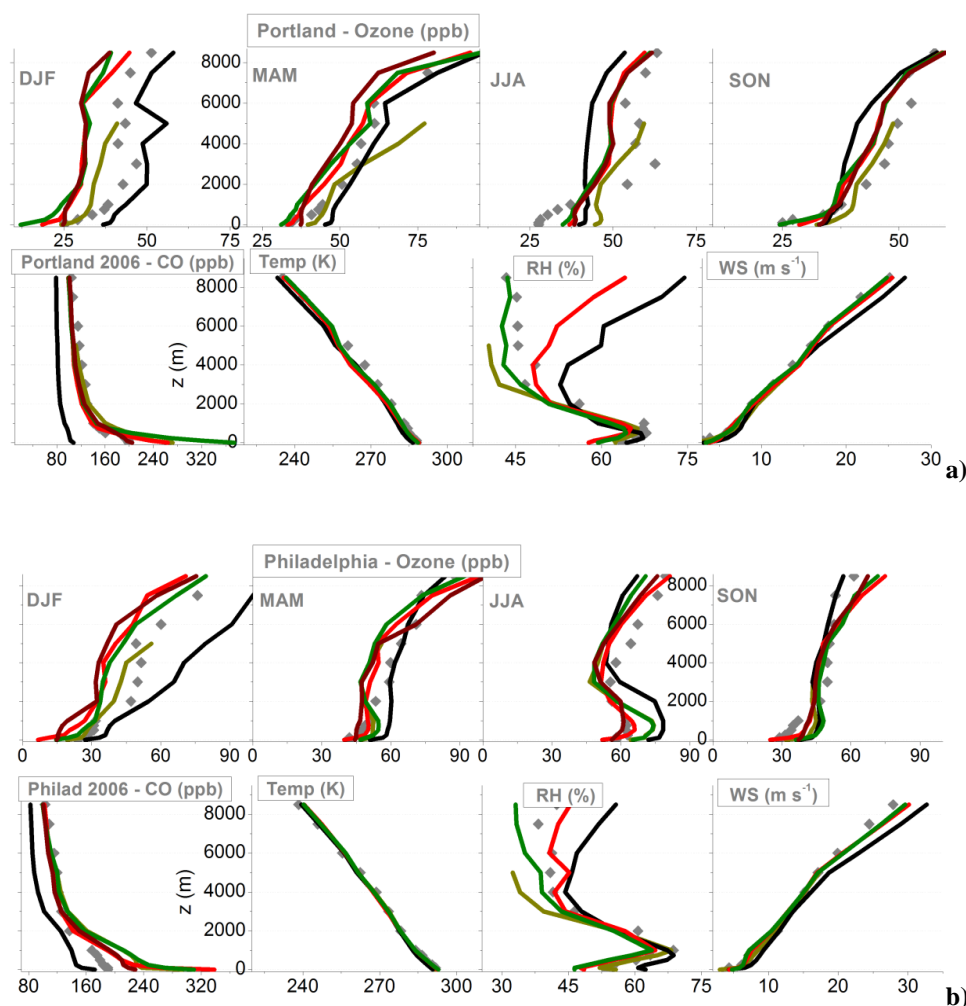 Portland - Ozone (ppb)
DJF
MAM
JJA
SON
8000
6000
4000
2000
0
25 50 75
25 50 75
25 50 75
25 50
Portland 2006 - CO (ppb)
Temp (K)
RH (%)
WS (m s⁻¹)
z (m)
8000
6000
4000
2000
0
80 160 240 320
240 270 300
45 60 75
10 20 30
a)
Philadelphia - Ozone (ppb)
DJF
MAM
JJA
SON
8000
6000
4000
2000
0
0 30 60 90
30 60 90
30 60 90
30 60 90
Philad 2006 - CO (ppb)
Temp (K)
RH (%)
WS (m s⁻¹)
z (m)
8000
6000
4000
2000
0
80 160 240 320
240 270 300
30 45 60 75
10 20 30
b)